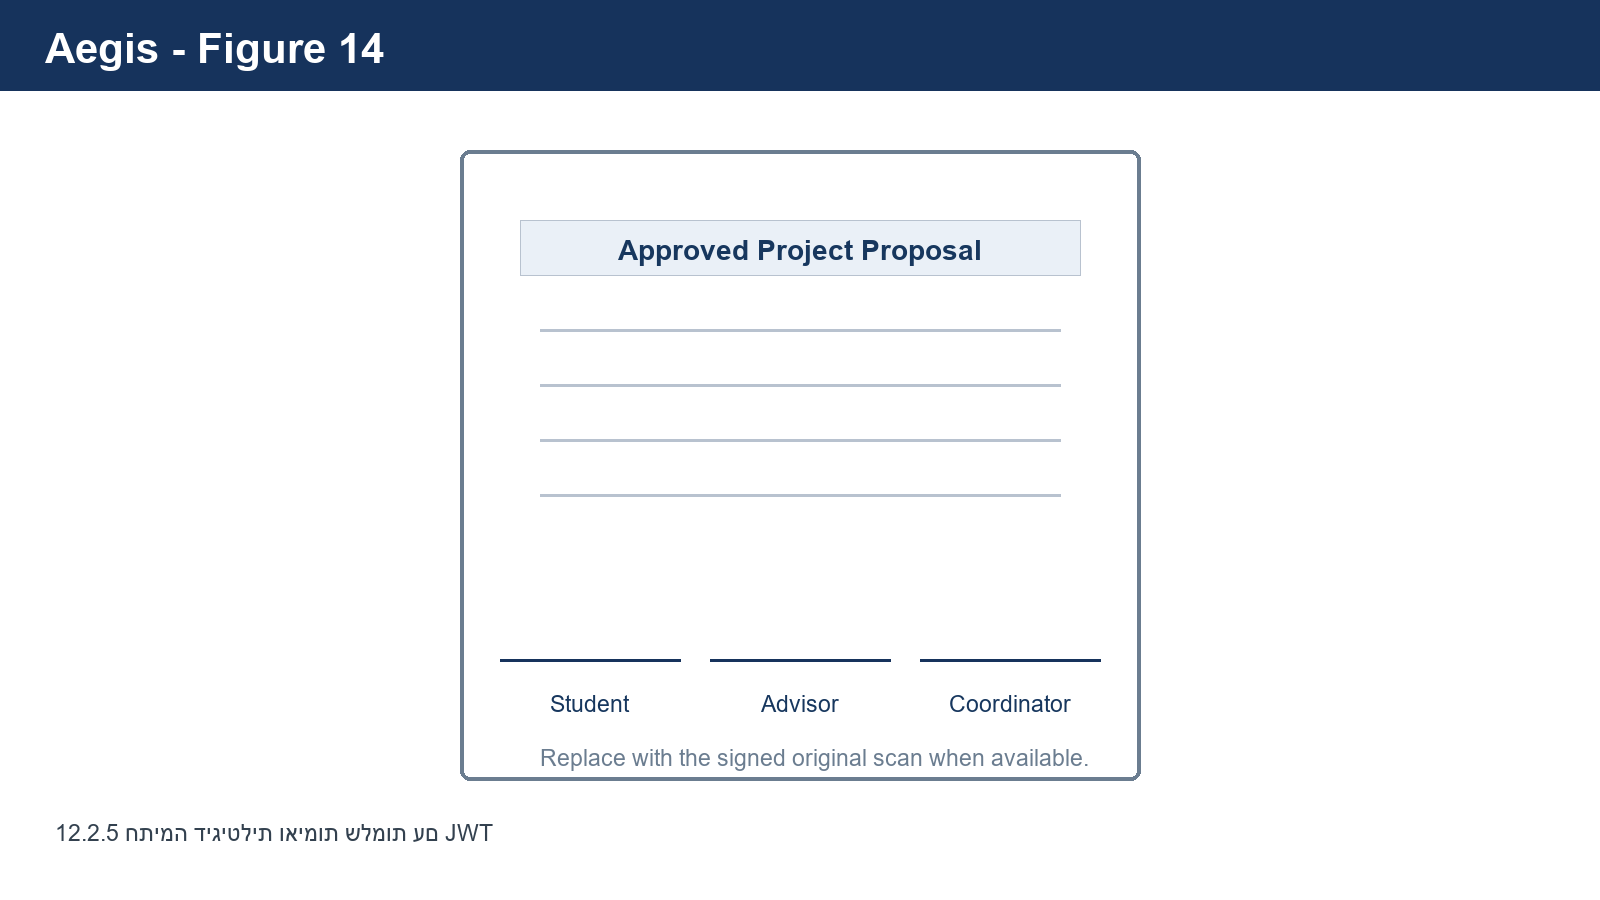 Aegis - Figure 14
Approved Project Proposal
Student Advisor Coordinator
Replace with the signed original scan when available.
12.2.5 חתימה דיגיטלית ואימות שלמות עם JWT